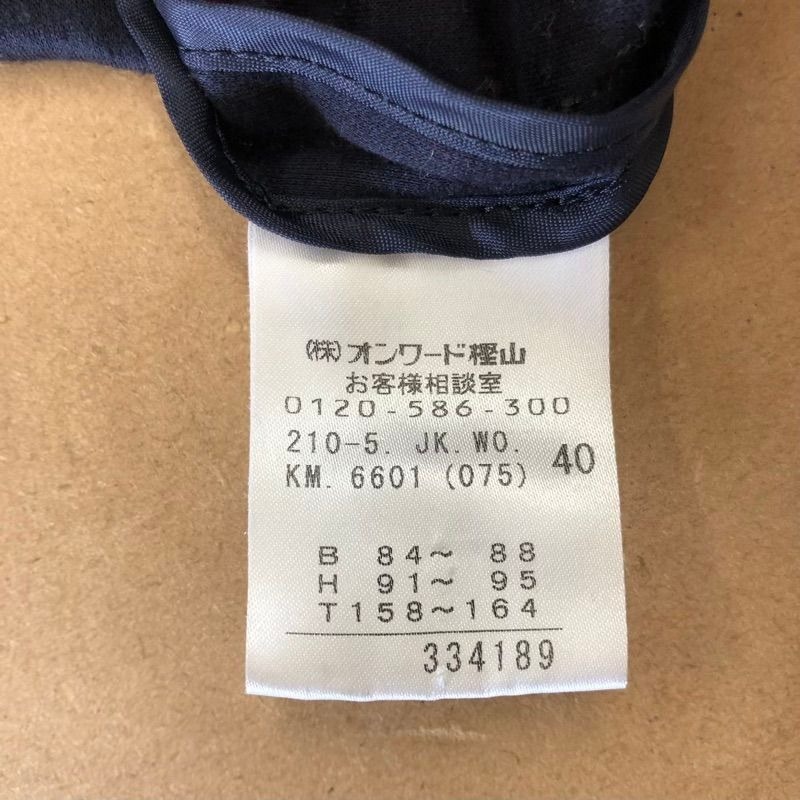 (株)オンワード樫山
お客様相談室
0120-586-300
210-5. JK.WO.
KM. 6601 (075) 40
B 84～ 88
H 91～ 95
T158～164
334189